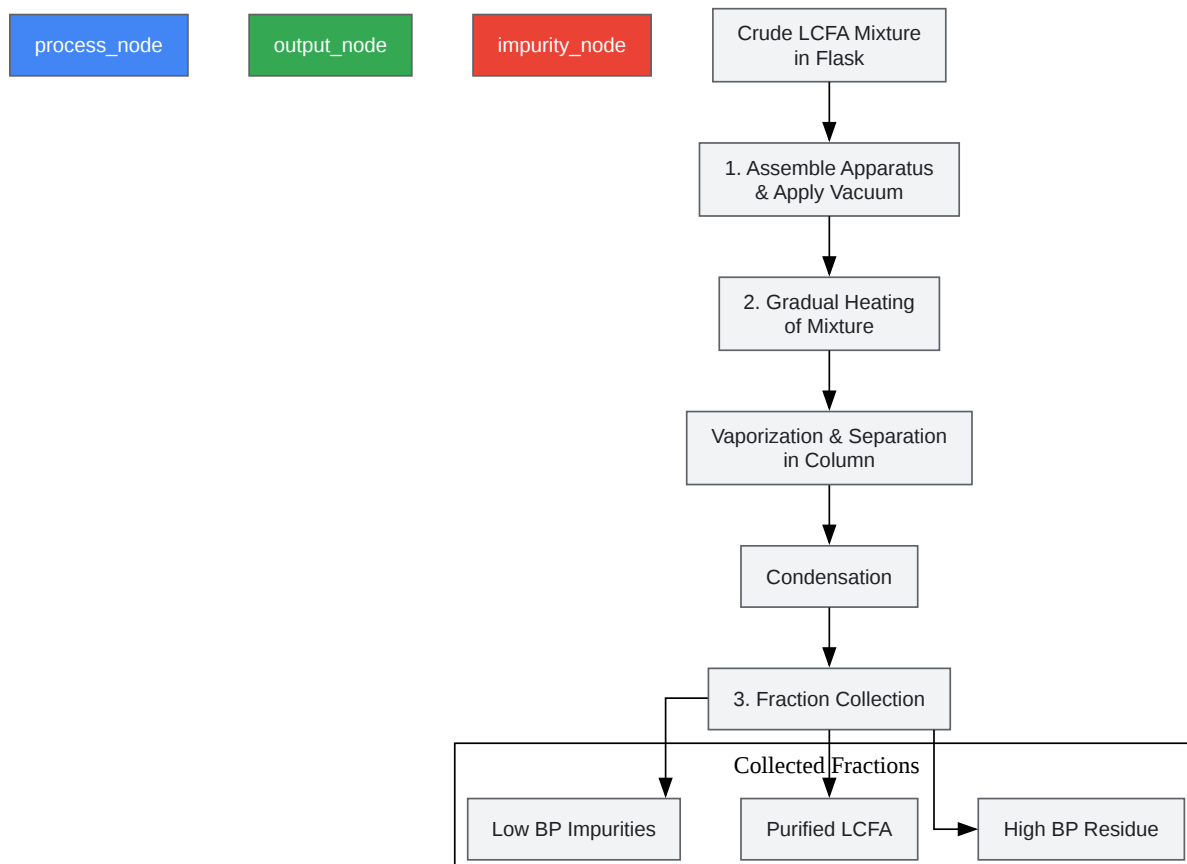 process_node
output_node
impurity_node
Crude LCFA Mixture
in Flask
1. Assemble Apparatus
& Apply Vacuum
2. Gradual Heating
of Mixture
Vaporization & Separation
in Column
Condensation
3. Fraction Collection
Collected Fractions
Low BP Impurities
Purified LCFA
High BP Residue